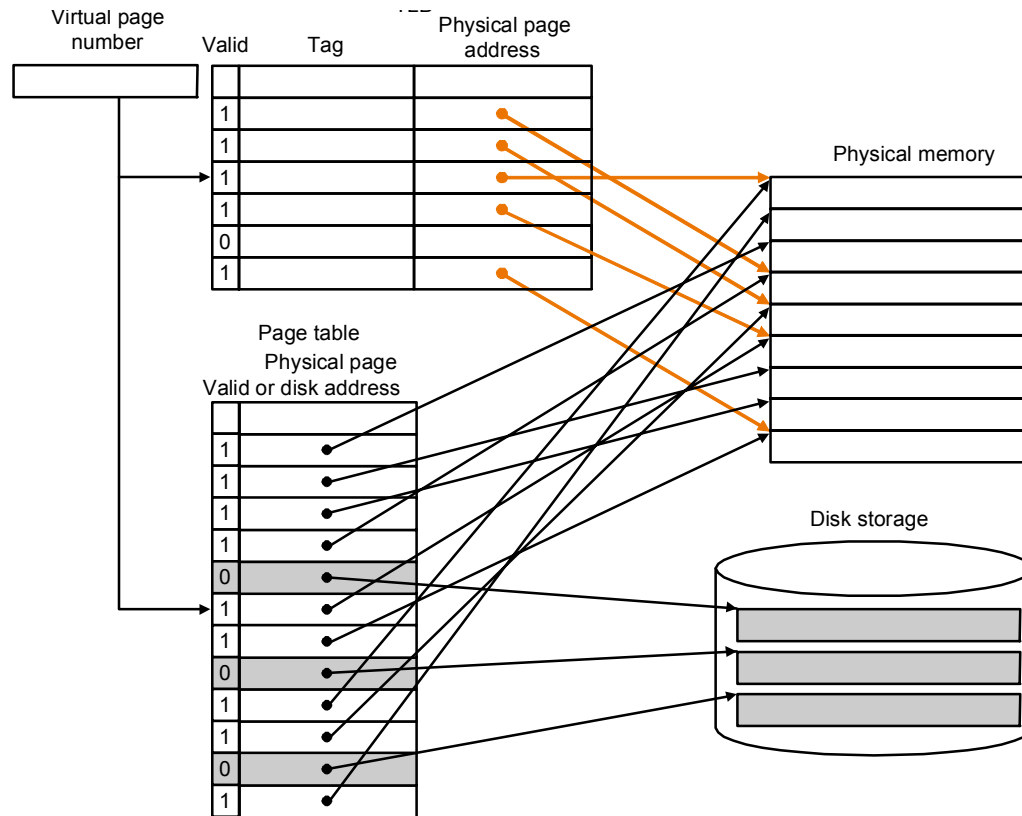 Virtual page
number
Valid
Tag
Physical page
address
1
1
1
1
0
1
Physical memory
Page table
Physical page
Valid or disk address
1
1
1
1
0
1
1
0
1
1
0
1
Disk storage